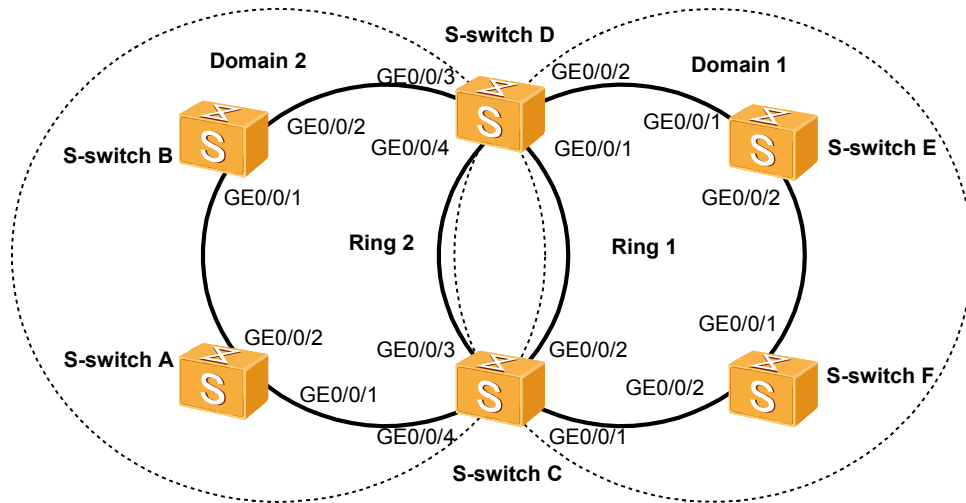 S-switch D
Domain 2
Domain 1
GE0/0/3
GE0/0/2
GE0/0/2
GE0/0/1
S
S
S
S-switch B
GE0/0/4
GE0/0/1
S-switch E
GE0/0/1
GE0/0/2
Ring 2
Ring 1
GE0/0/1
GE0/0/2
GE0/0/3
GE0/0/2
S-switch A
S-switch F
S
S
S
GE0/0/1
GE0/0/2
GE0/0/4
GE0/0/1
S-switch C